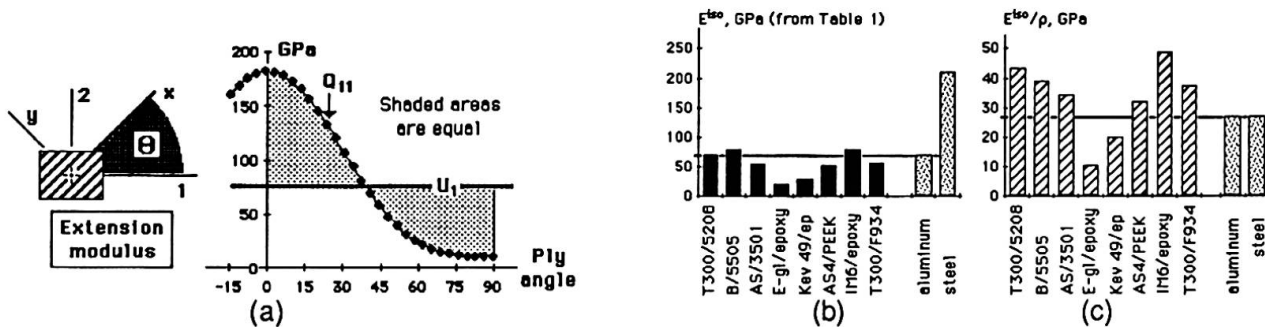 GPa
200
150
100
50
0
-15 0 15 30 45 60 75 90
Q11
Shaded areas
are equal
U1
Ply
angle
y
2
x
θ
1
Extension
modulus
(a)
E^iso, GPa (from Table 1)
250
200
150
100
50
0
T300/5208
B/5505
AS/3501
E-gl/epoxy
Kev 49/ep
AS4/PEEK
IM6/epoxy
T300/F934
aluminum
steel
(b)
E^iso/ρ, GPa
50
40
30
20
10
0
T300/5208
B/5505
AS/3501
E-gl/epoxy
Kev 49/ep
AS4/PEEK
IM6/epoxy
T300/F934
aluminum
steel
(c)